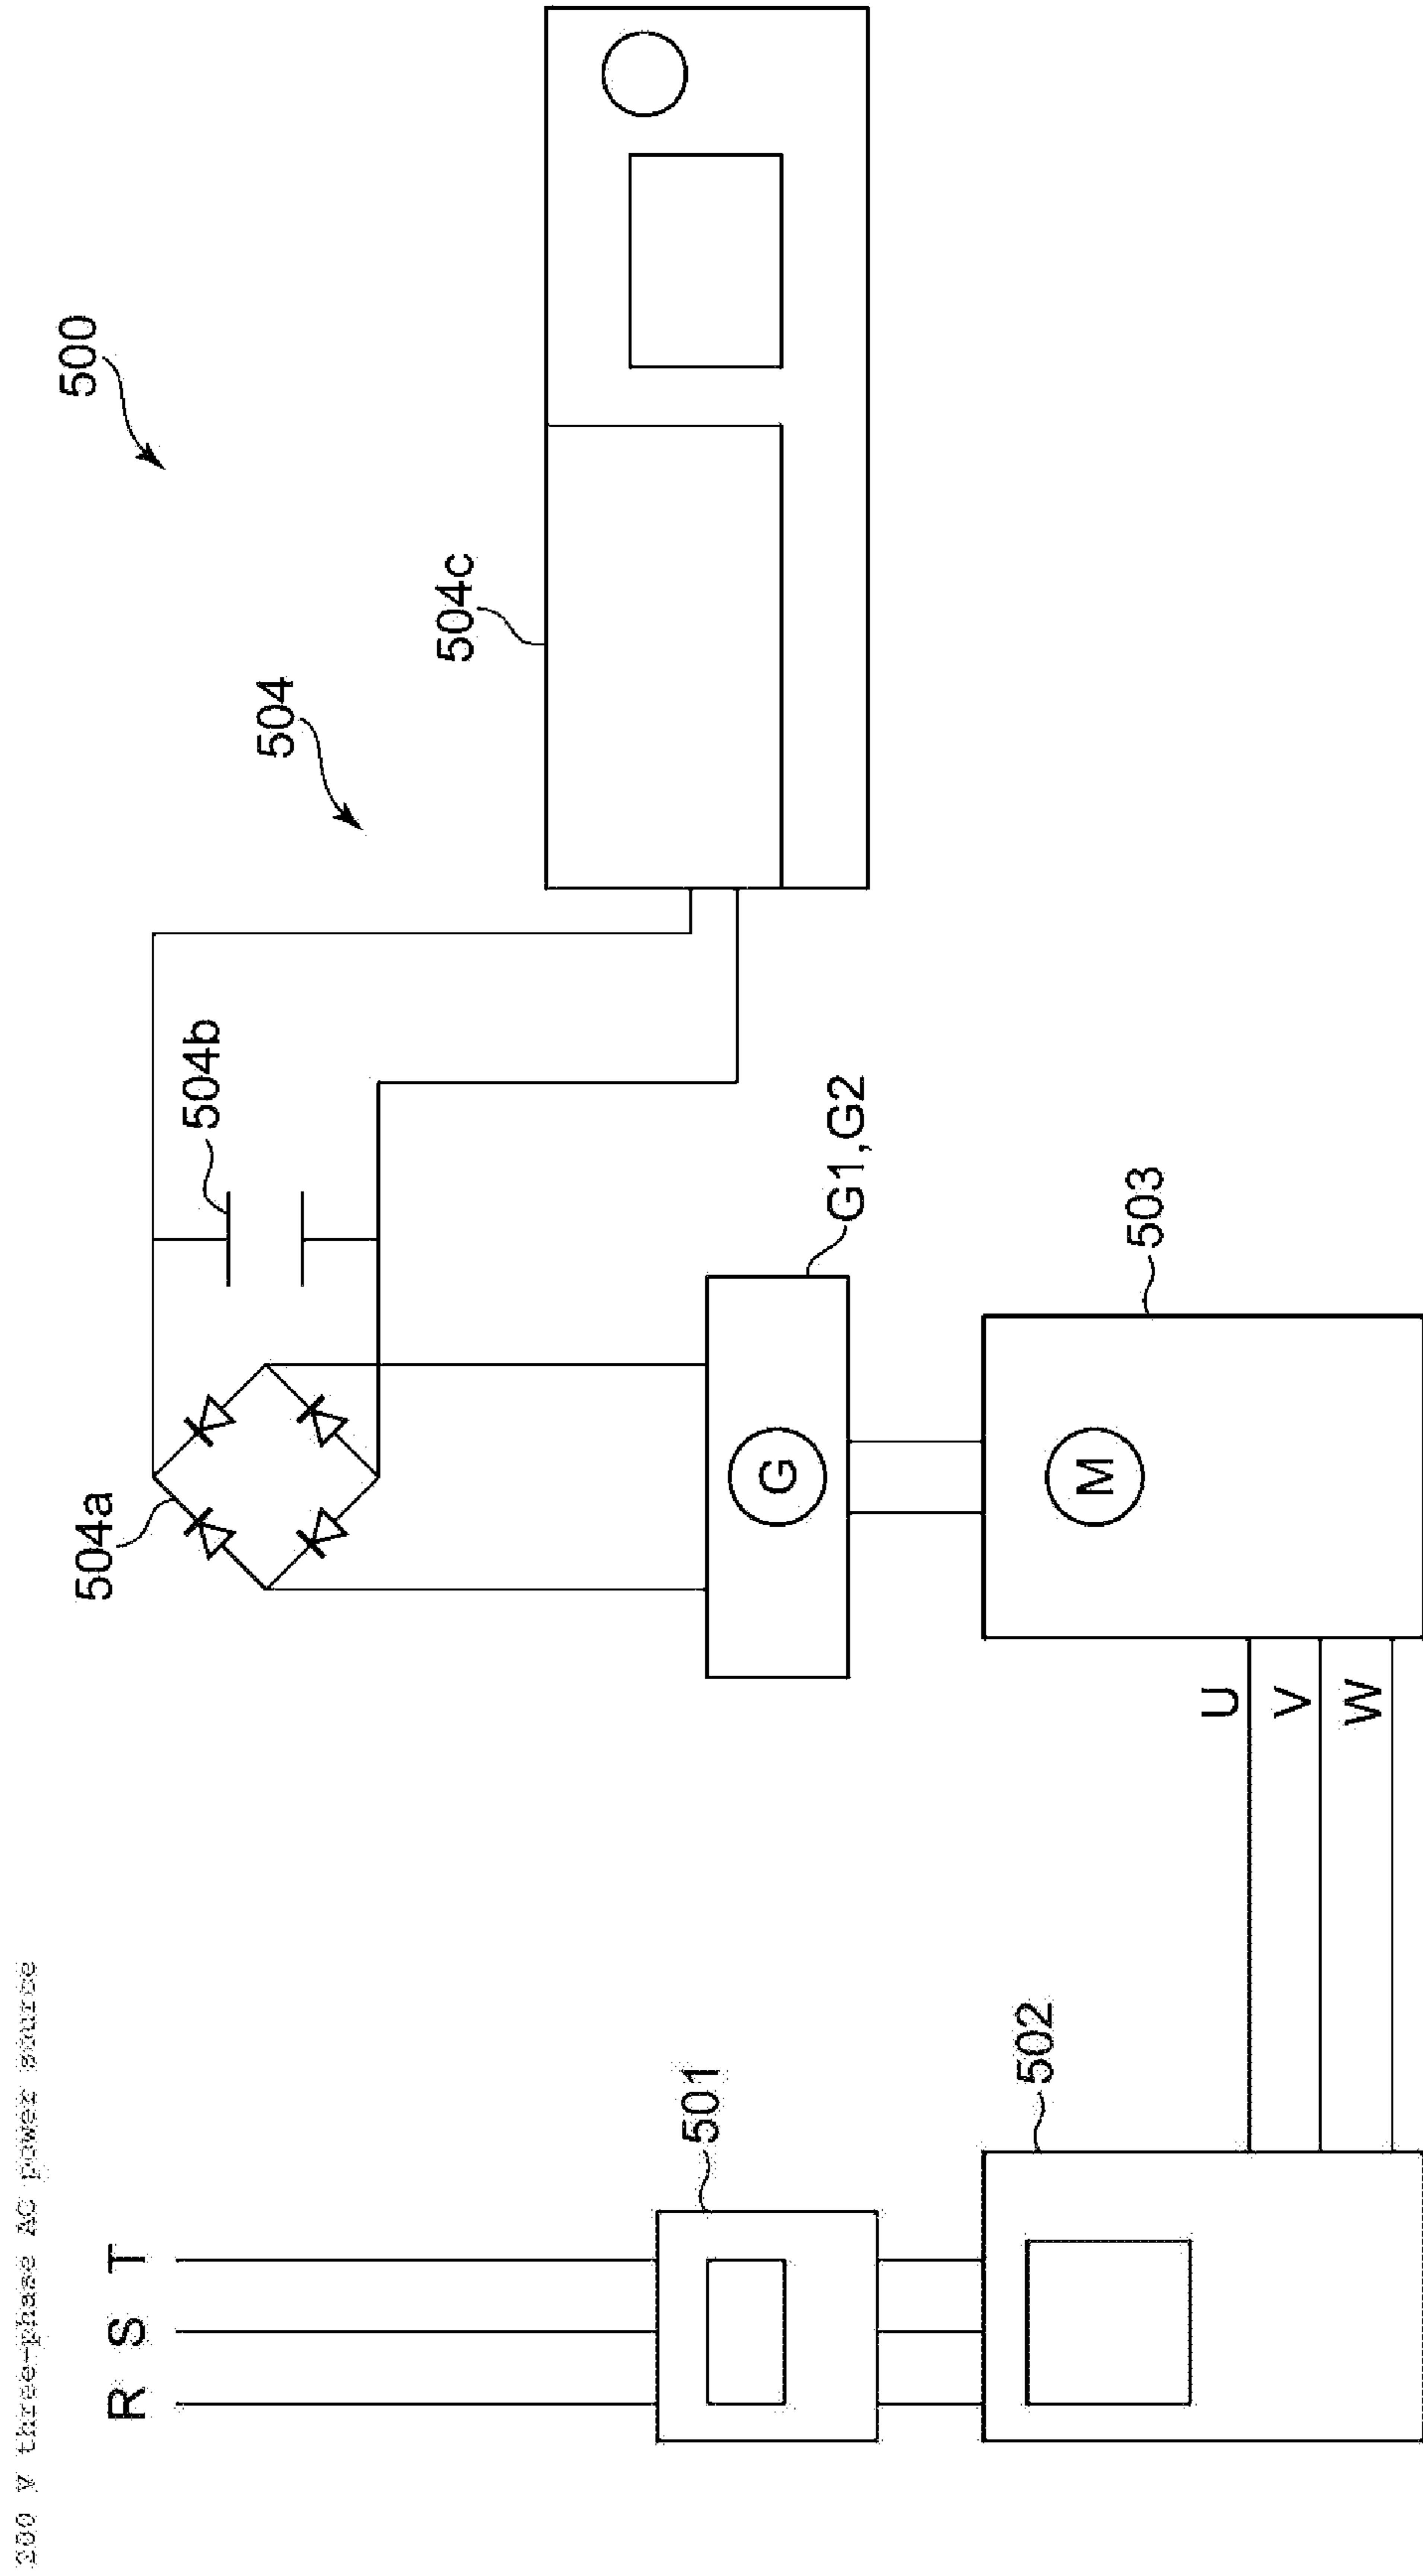 200 V three-phase AC power source
R S T
500
504
504a
504b
504c
501
G
G1,G2
502
U
V
W
M
503